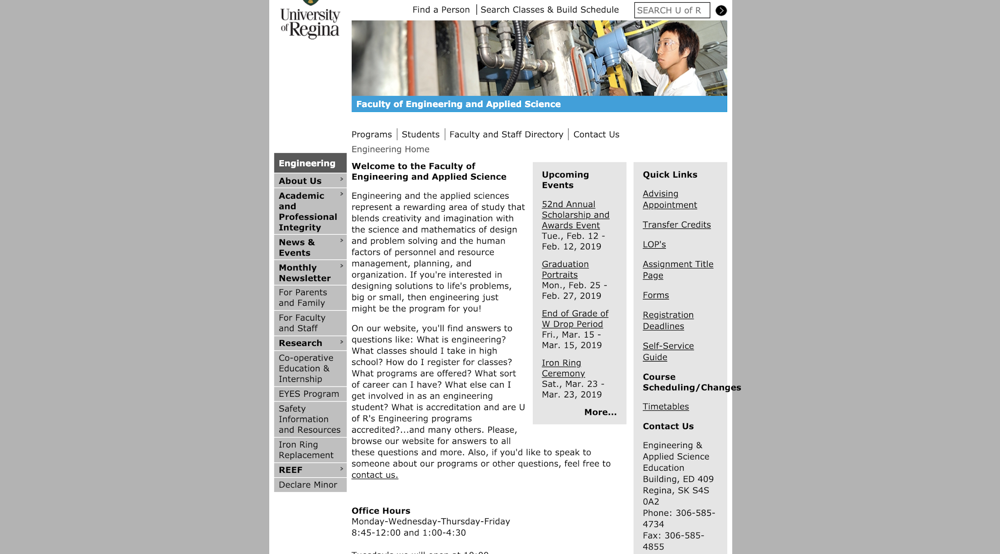 University
of Regina
Find a Person
Search Classes & Build Schedule
SEARCH U of R
Faculty of Engineering and Applied Science
Programs
Students
Faculty and Staff Directory
Contact Us
Engineering Home
Engineering
About Us
Academic
and
Professional
Integrity
News &
Events
Monthly
Newsletter
For Parents
and Family
For Faculty
and Staff
Research
Co-operative
Education &
Internship
EYES Program
Safety
Information
and Resources
Iron Ring
Replacement
REEF
Declare Minor
Welcome to the Faculty of
Engineering and Applied Science
Engineering and the applied sciences
represent a rewarding area of study that
blends creativity and imagination with
the science and mathematics of design
and problem solving and the human
factors of personnel and resource
management, planning, and
organization. If you're interested in
designing solutions to life's problems,
big or small, then engineering just
might be the program for you!
On our website, you'll find answers to
questions like: What is engineering?
What classes should I take in high
school? How do I register for classes?
What programs are offered? What sort
of career can I have? What else can I
get involved in as an engineering
student? What is accreditation and are U
of R's Engineering programs
accredited?...and many others. Please,
browse our website for answers to all
these questions and more. Also, if you'd like to speak to
someone about our programs or other questions, feel free to
contact us.
Office Hours
Monday-Wednesday-Thursday-Friday
8:45-12:00 and 1:00-4:30
Tuesday's we will open at 10:00
Upcoming
Events
52nd Annual
Scholarship and
Awards Event
Tue., Feb. 12 -
Feb. 12, 2019
Graduation
Portraits
Mon., Feb. 25 -
Feb. 27, 2019
End of Grade of
W Drop Period
Fri., Mar. 15 -
Mar. 15, 2019
Iron Ring
Ceremony
Sat., Mar. 23 -
Mar. 23, 2019
More...
Quick Links
Advising
Appointment
Transfer Credits
LOP's
Assignment Title
Page
Forms
Registration
Deadlines
Self-Service
Guide
Course
Scheduling/Changes
Timetables
Contact Us
Engineering &
Applied Science
Education
Building, ED 409
Regina, SK S4S
0A2
Phone: 306-585-
4734
Fax: 306-585-
4855